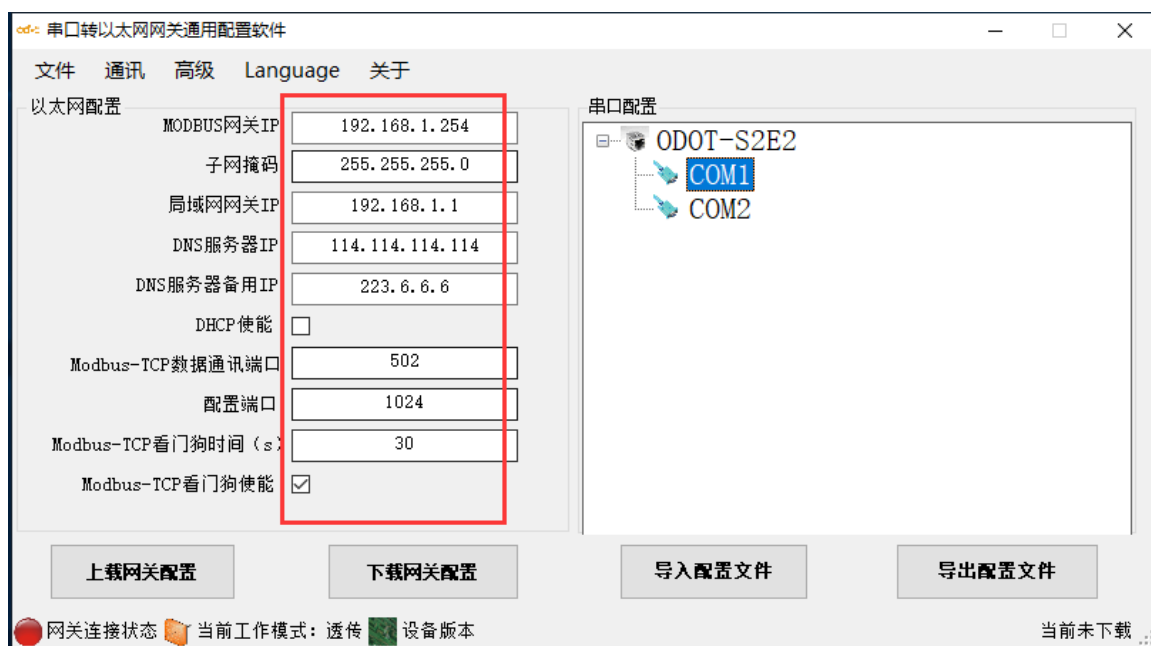 odot 串口转以太网网关通用配置软件
文件 通讯 高级 Language 关于
以太网配置
MODBUS网关IP 192.168.1.254
子网掩码 255.255.255.0
局域网网关IP 192.168.1.1
DNS服务器IP 114.114.114.114
DNS服务器备用IP 223.6.6.6
DHCP使能
Modbus-TCP数据通讯端口 502
配置端口 1024
Modbus-TCP看门狗时间（s） 30
Modbus-TCP看门狗使能
串口配置
ODOT-S2E2
COM1
COM2
上载网关配置 下载网关配置 导入配置文件 导出配置文件
网关连接状态 当前工作模式：透传 设备版本 当前未下载